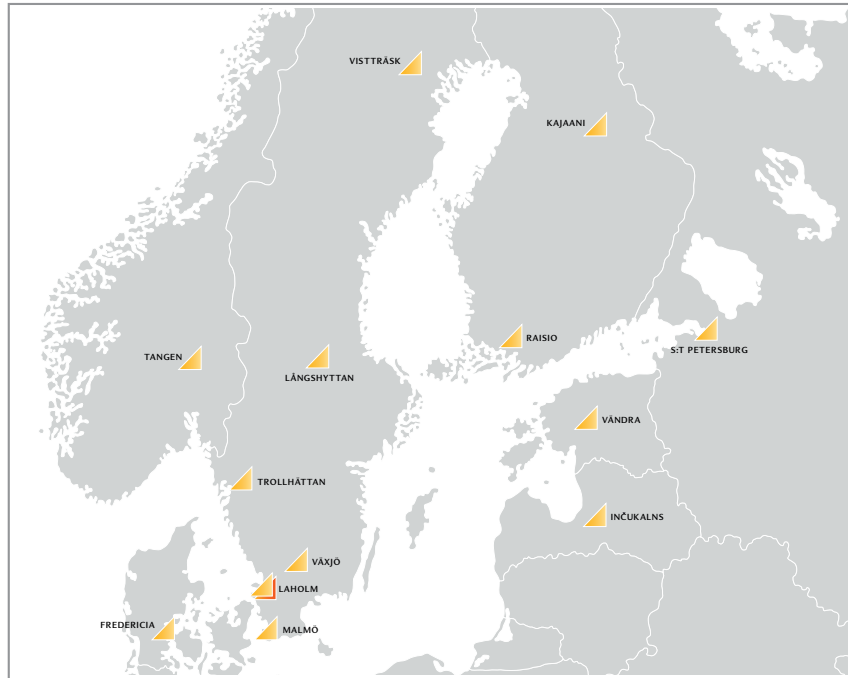 VISTTRÄSK
KAJAANI
RAISIO
S:T PETERSBURG
TANGEN
LÅNGSHYTTAN
VÄNDRA
TROLLHÄTTAN
INČUKALNS
VÄXJÖ
LAHOLM
FREDERICIA
MALMÖ